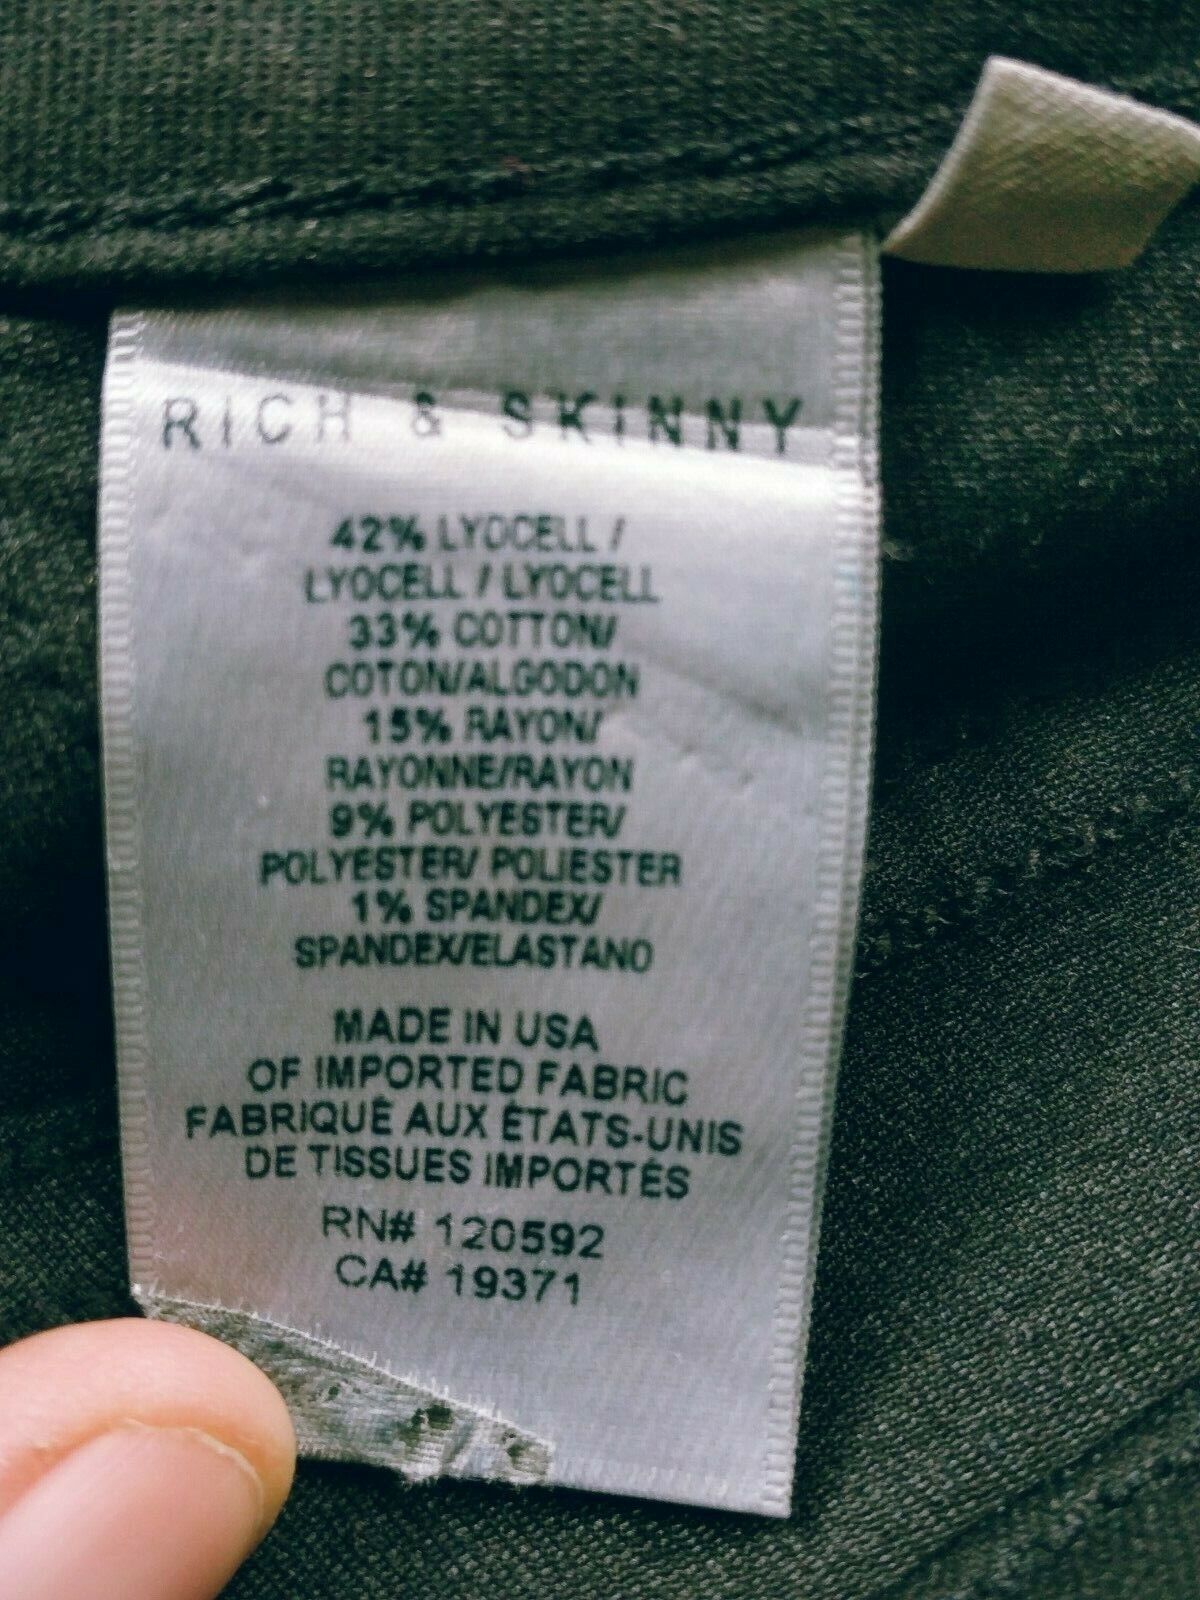 RICH & SKINNY
42% LYOCELL /
LYOCELL / LYOCELL
33% COTTON/
COTON/ALGODON
15% RAYON/
RAYONNE/RAYON
9% POLYESTER/
POLYESTER/ POLIESTER
1% SPANDEX/
SPANDEX/ELASTANO
MADE IN USA
OF IMPORTED FABRIC
FABRIQUÉ AUX ÉTATS-UNIS
DE TISSUES IMPORTÉS
RN# 120592
CA# 19371